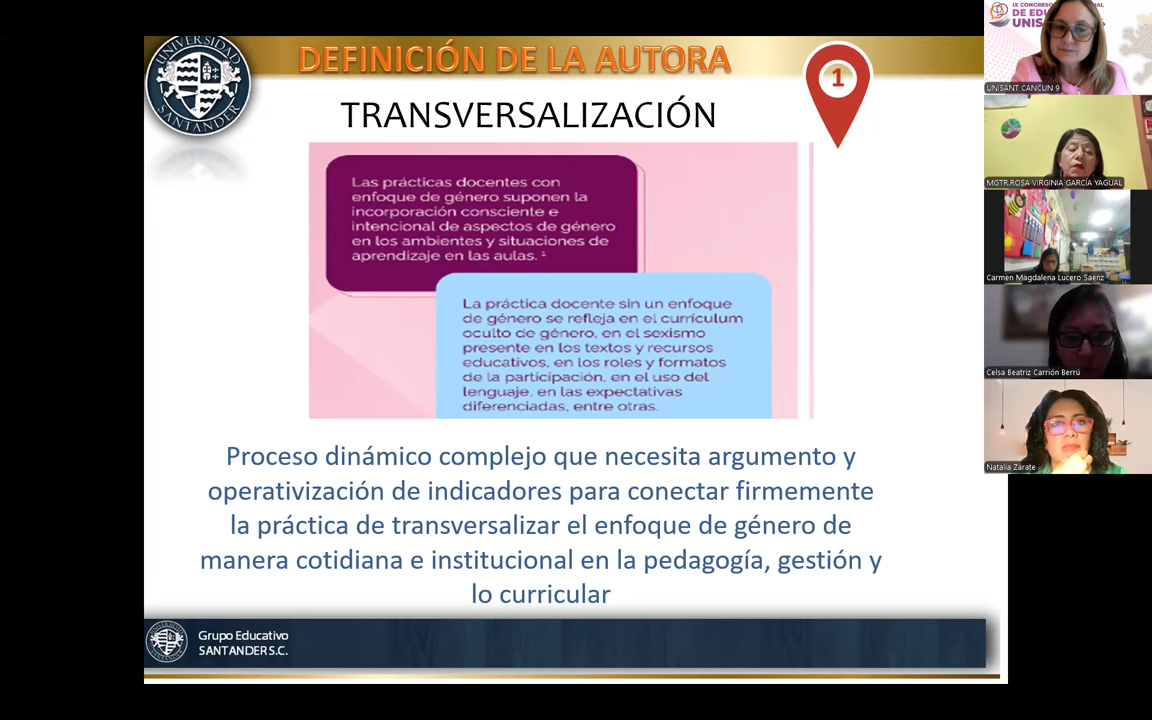 UNIVERSIDAD
SANTANDER
DEFINICIÓN DE LA AUTORA
1
TRANSVERSALIZACIÓN
Las prácticas docentes con
enfoque de género suponen la
incorporación consciente e
intencional de aspectos de género
en los ambientes y situaciones de
aprendizaje en las aulas. ¹
La práctica docente sin un enfoque
de género se refleja en el currículum
oculto de género, en el sexismo
presente en los textos y recursos
educativos, en los roles y formatos
de la participación, en el uso del
lenguaje, en las expectativas
diferenciadas, entre otras.
Proceso dinámico complejo que necesita argumento y
operativización de indicadores para conectar firmemente
la práctica de transversalizar el enfoque de género de
manera cotidiana e institucional en la pedagogía, gestión y
lo curricular
Grupo Educativo
SANTANDER S.C.
IX
DE
UNIS
UNISANT CANCUN 9
MGTR.ROSA VIRGINIA GARCÍA YAGUAL
Carmen Magdalena Lucero Saenz
Celsa Beatriz Carrión Berrú
Natalia Zárate